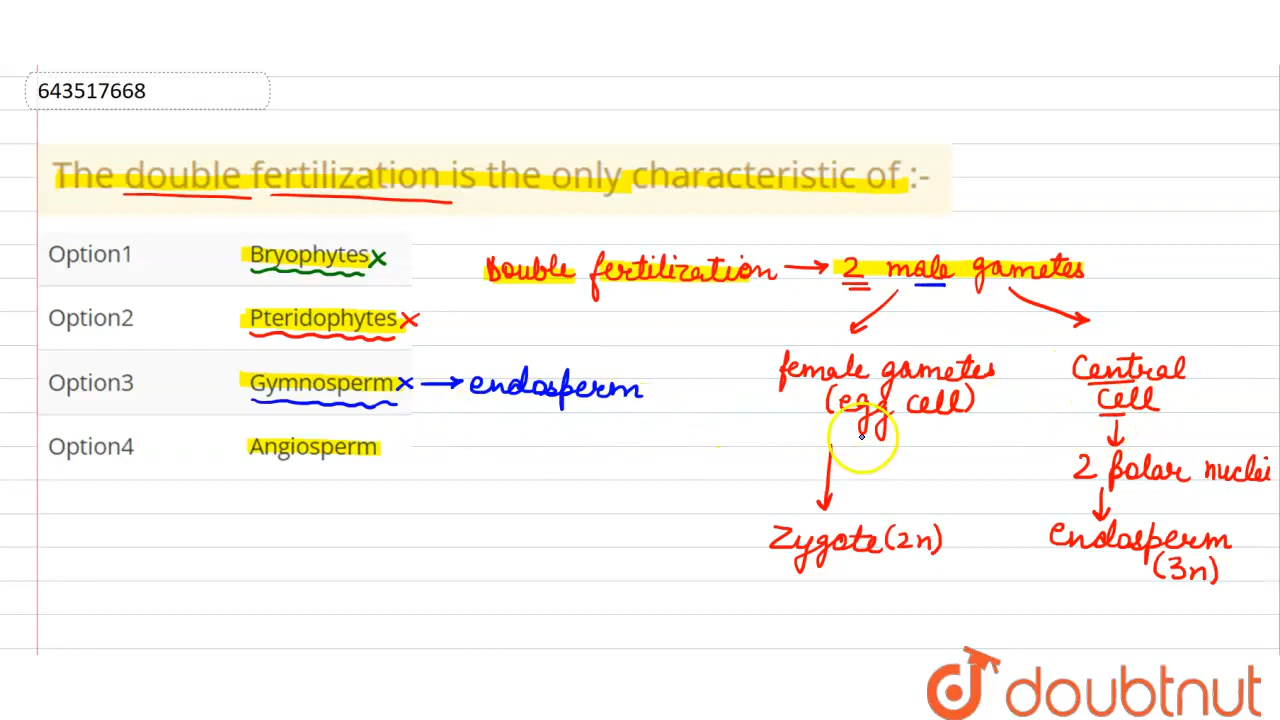 643517668
The double fertilization is the only characteristic of :-
Option1 Bryophytes x
Option2 Pteridophytes x
Option3 Gymnosperm x → endosperm
Option4 Angiosperm
Double fertilization → 2 male gametes
female gametes
(egg cell)
Zygote (2n)
Central
Cell
2 polar nuclei
endosperm
(3n)
doubtnut